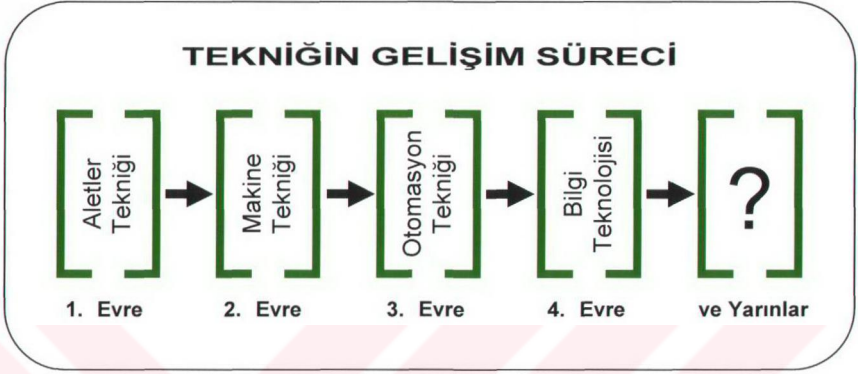 TEKNİĞİN GELİŞİM SÜRECİ
Aletler
Tekniği
Makine
Tekniği
Otomasyon
Tekniği
Bilgi
Teknolojisi
?
1. Evre
2. Evre
3. Evre
4. Evre
ve Yarınlar